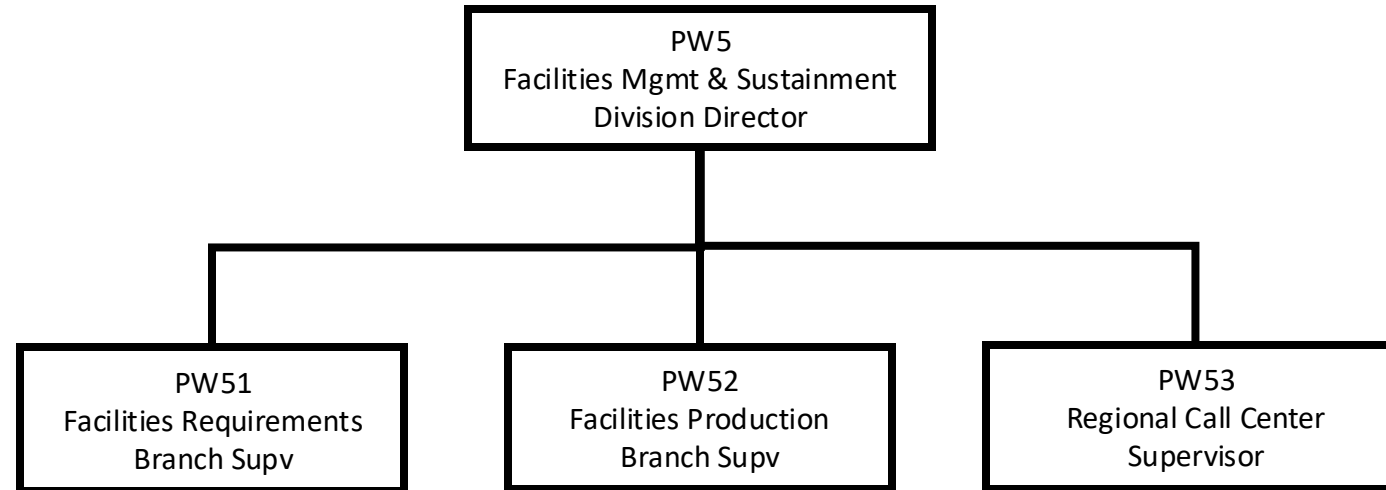 PW5
Facilities Mgmt & Sustainment
Division Director
PW51
Facilities Requirements
Branch Supv
PW52
Facilities Production
Branch Supv
PW53
Regional Call Center
Supervisor